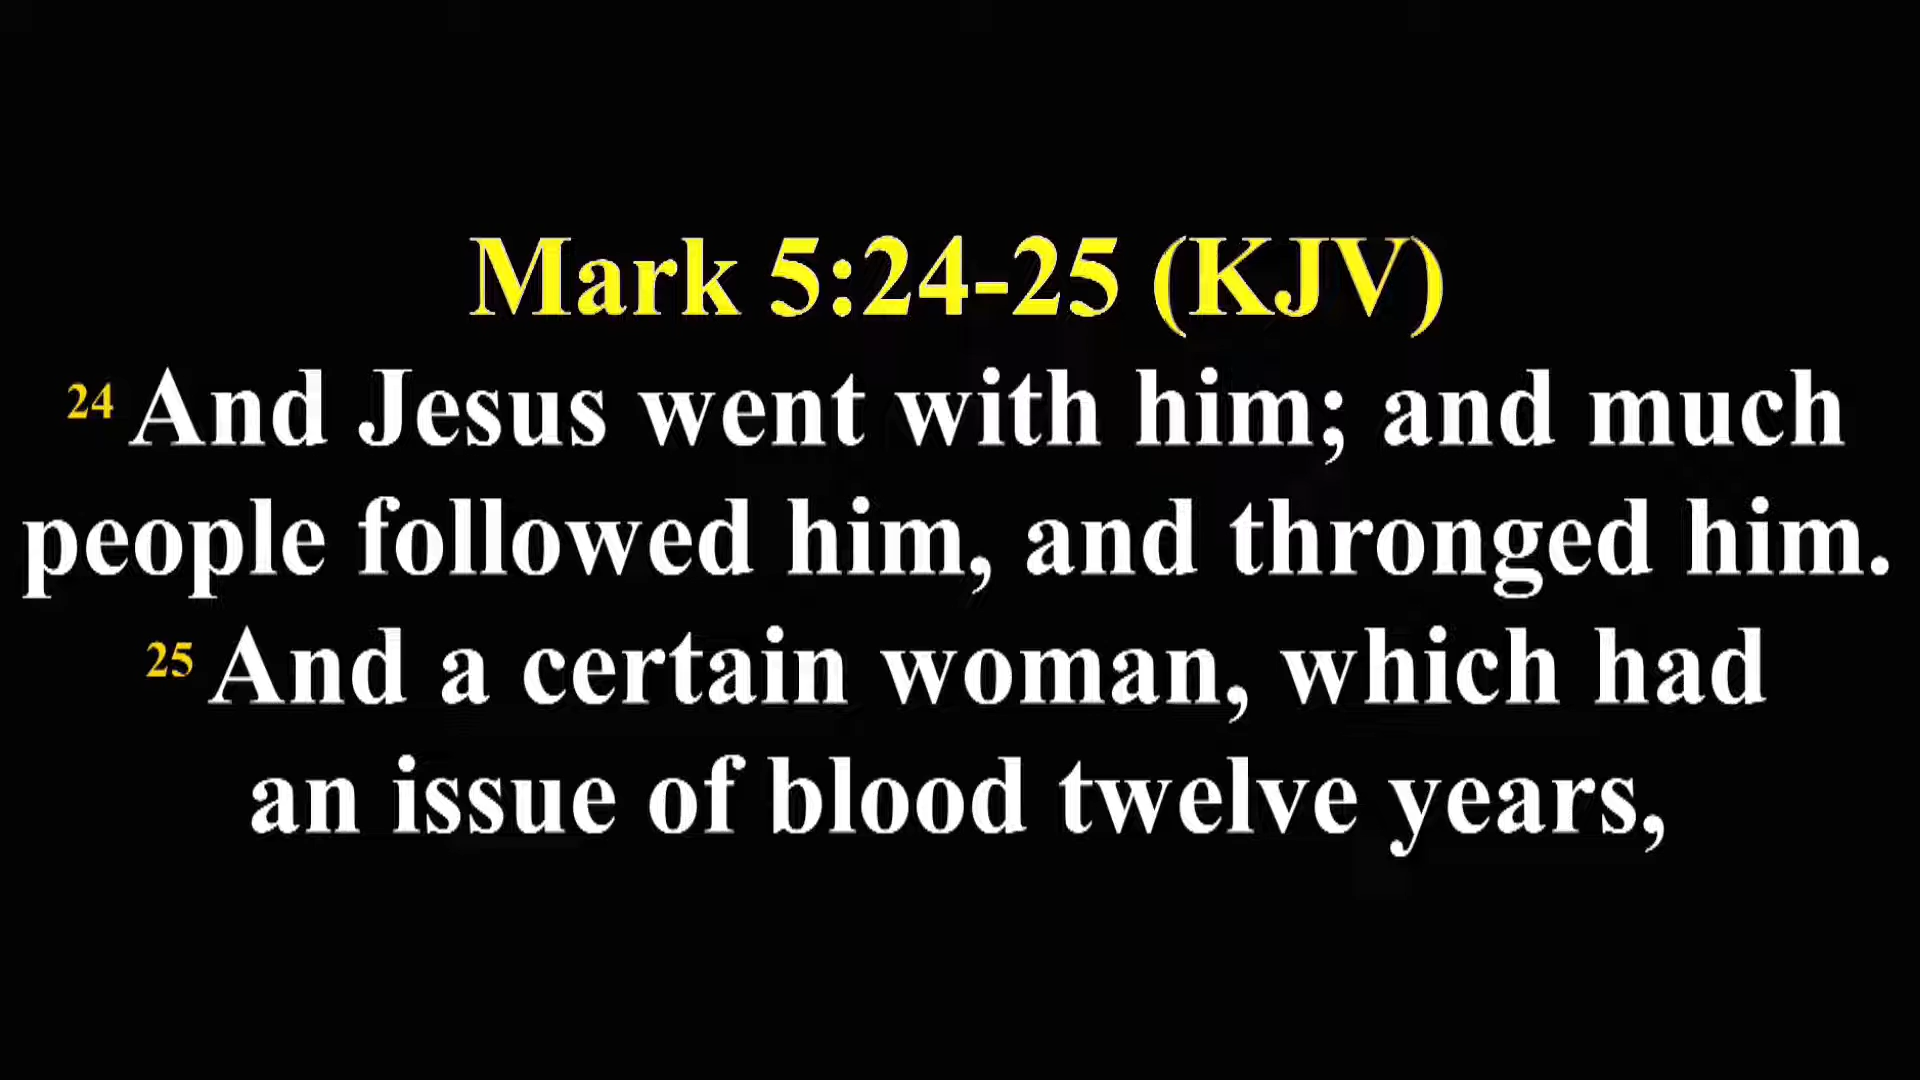 Mark 5:24-25 (KJV)
24 And Jesus went with him; and much
people followed him, and thronged him.
25 And a certain woman, which had
an issue of blood twelve years,